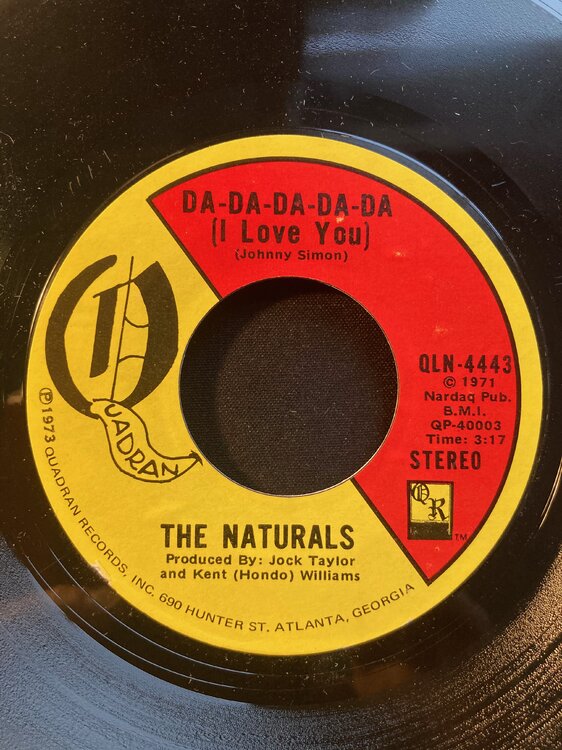 DA-DA-DA-DA-DA
(I Love You)
(Johnny Simon)
QLN-4443
© 1971
Nardaq Pub.
B.M.I.
QP-40003
Time: 3:17
STEREO
QR
TM
QUADRAN
THE NATURALS
Produced By: Jock Taylor
and Kent (Hondo) Williams
Ⓟ1973 QUADRAN RECORDS, INC. 690 HUNTER ST. ATLANTA, GEORGIA